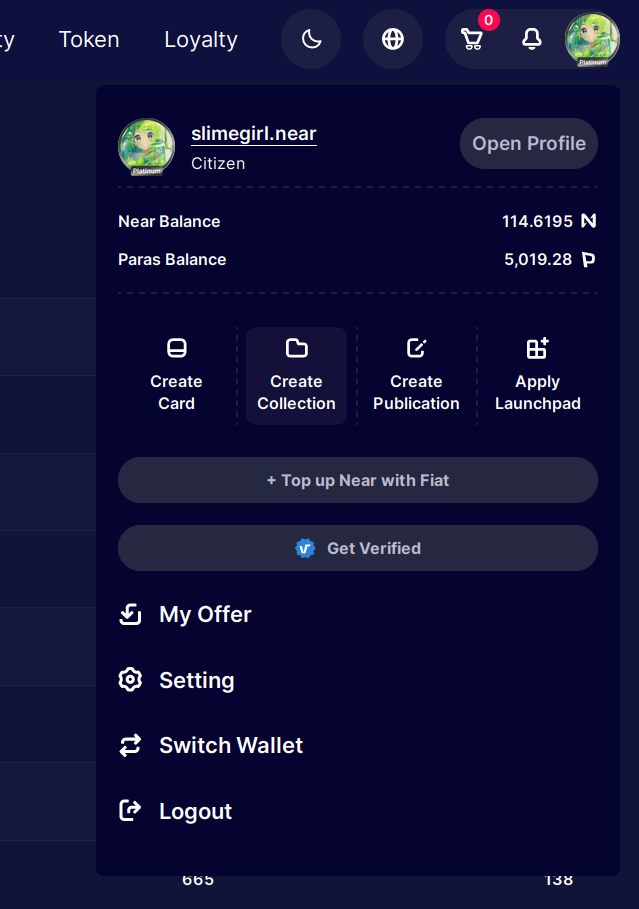 ty Token Loyalty 0
Platinum
slimegirl.near
Citizen
Open Profile
Platinum
Near Balance 114.6195
Paras Balance 5,019.28
Create Card
Create Collection
Create Publication
Apply Launchpad
+ Top up Near with Fiat
Get Verified
My Offer
Setting
Switch Wallet
Logout
665 138